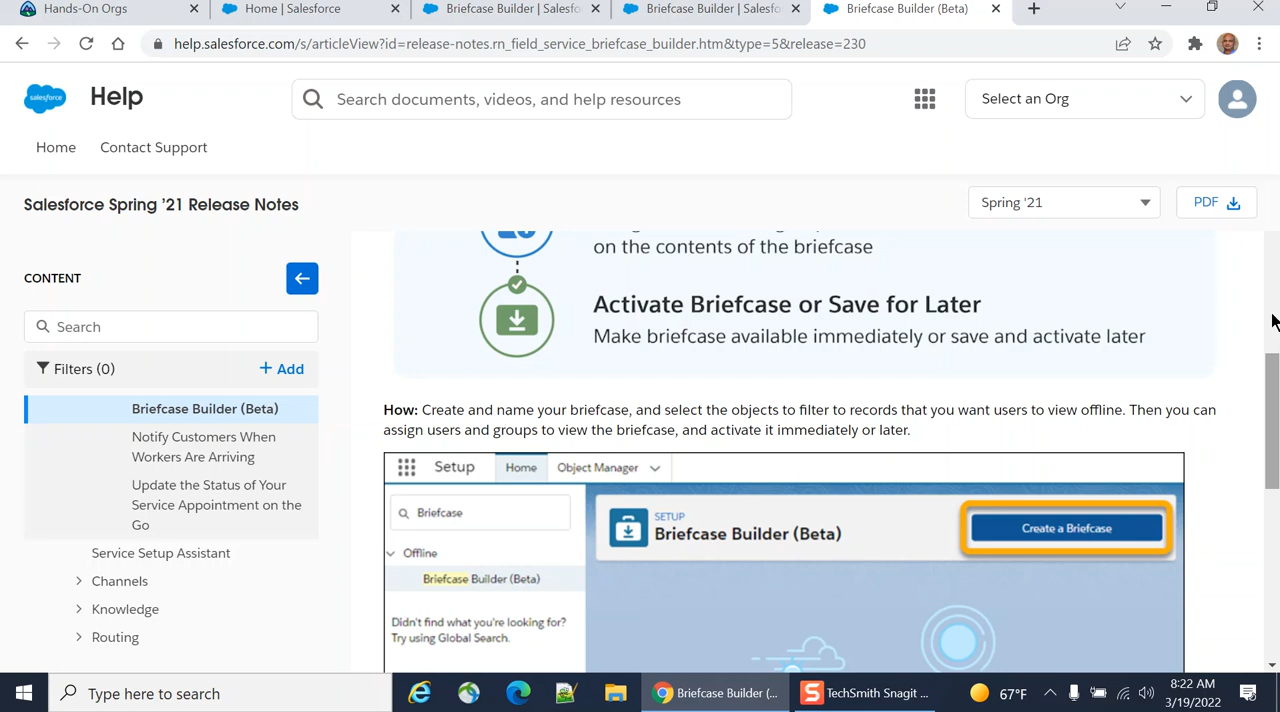 Hands-On Orgs
Home | Salesforce
Briefcase Builder | Salesfo
Briefcase Builder | Salesfo
Briefcase Builder (Beta)
help.salesforce.com/s/articleView?id=release-notes.rn_field_service_briefcase_builder.htm&type=5&release=230
salesforce
Help
Search documents, videos, and help resources
Select an Org
Home
Contact Support
Salesforce Spring ’21 Release Notes
Spring '21
PDF
CONTENT
Search
Filters (0)
+ Add
Briefcase Builder (Beta)
Notify Customers When
Workers Are Arriving
Update the Status of Your
Service Appointment on the
Go
Service Setup Assistant
Channels
Knowledge
Routing
on the contents of the briefcase
Activate Briefcase or Save for Later
Make briefcase available immediately or save and activate later
How: Create and name your briefcase, and select the objects to filter to records that you want users to view offline. Then you can
assign users and groups to view the briefcase, and activate it immediately or later.
Setup
Home
Object Manager
Briefcase
Offline
Briefcase Builder (Beta)
Didn't find what you're looking for?
Try using Global Search.
SETUP
Briefcase Builder (Beta)
Create a Briefcase
Type here to search
Briefcase Builder (...
TechSmith Snagit ...
67°F
8:22 AM
3/19/2022